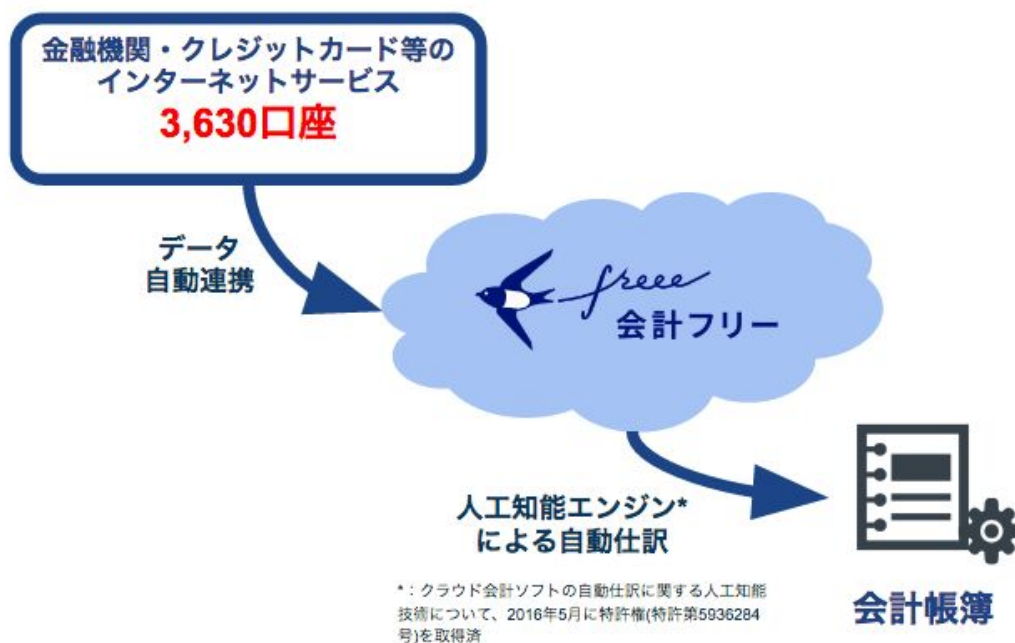 金融機関・クレジットカード等の
インターネットサービス
3,630口座
データ
自動連携
freee
会計フリー
人工知能エンジン*
による自動仕訳
*：クラウド会計ソフトの自動仕訳に関する人工知能
技術について、2016年5月に特許権(特許第5936284
号)を取得済
会計帳簿